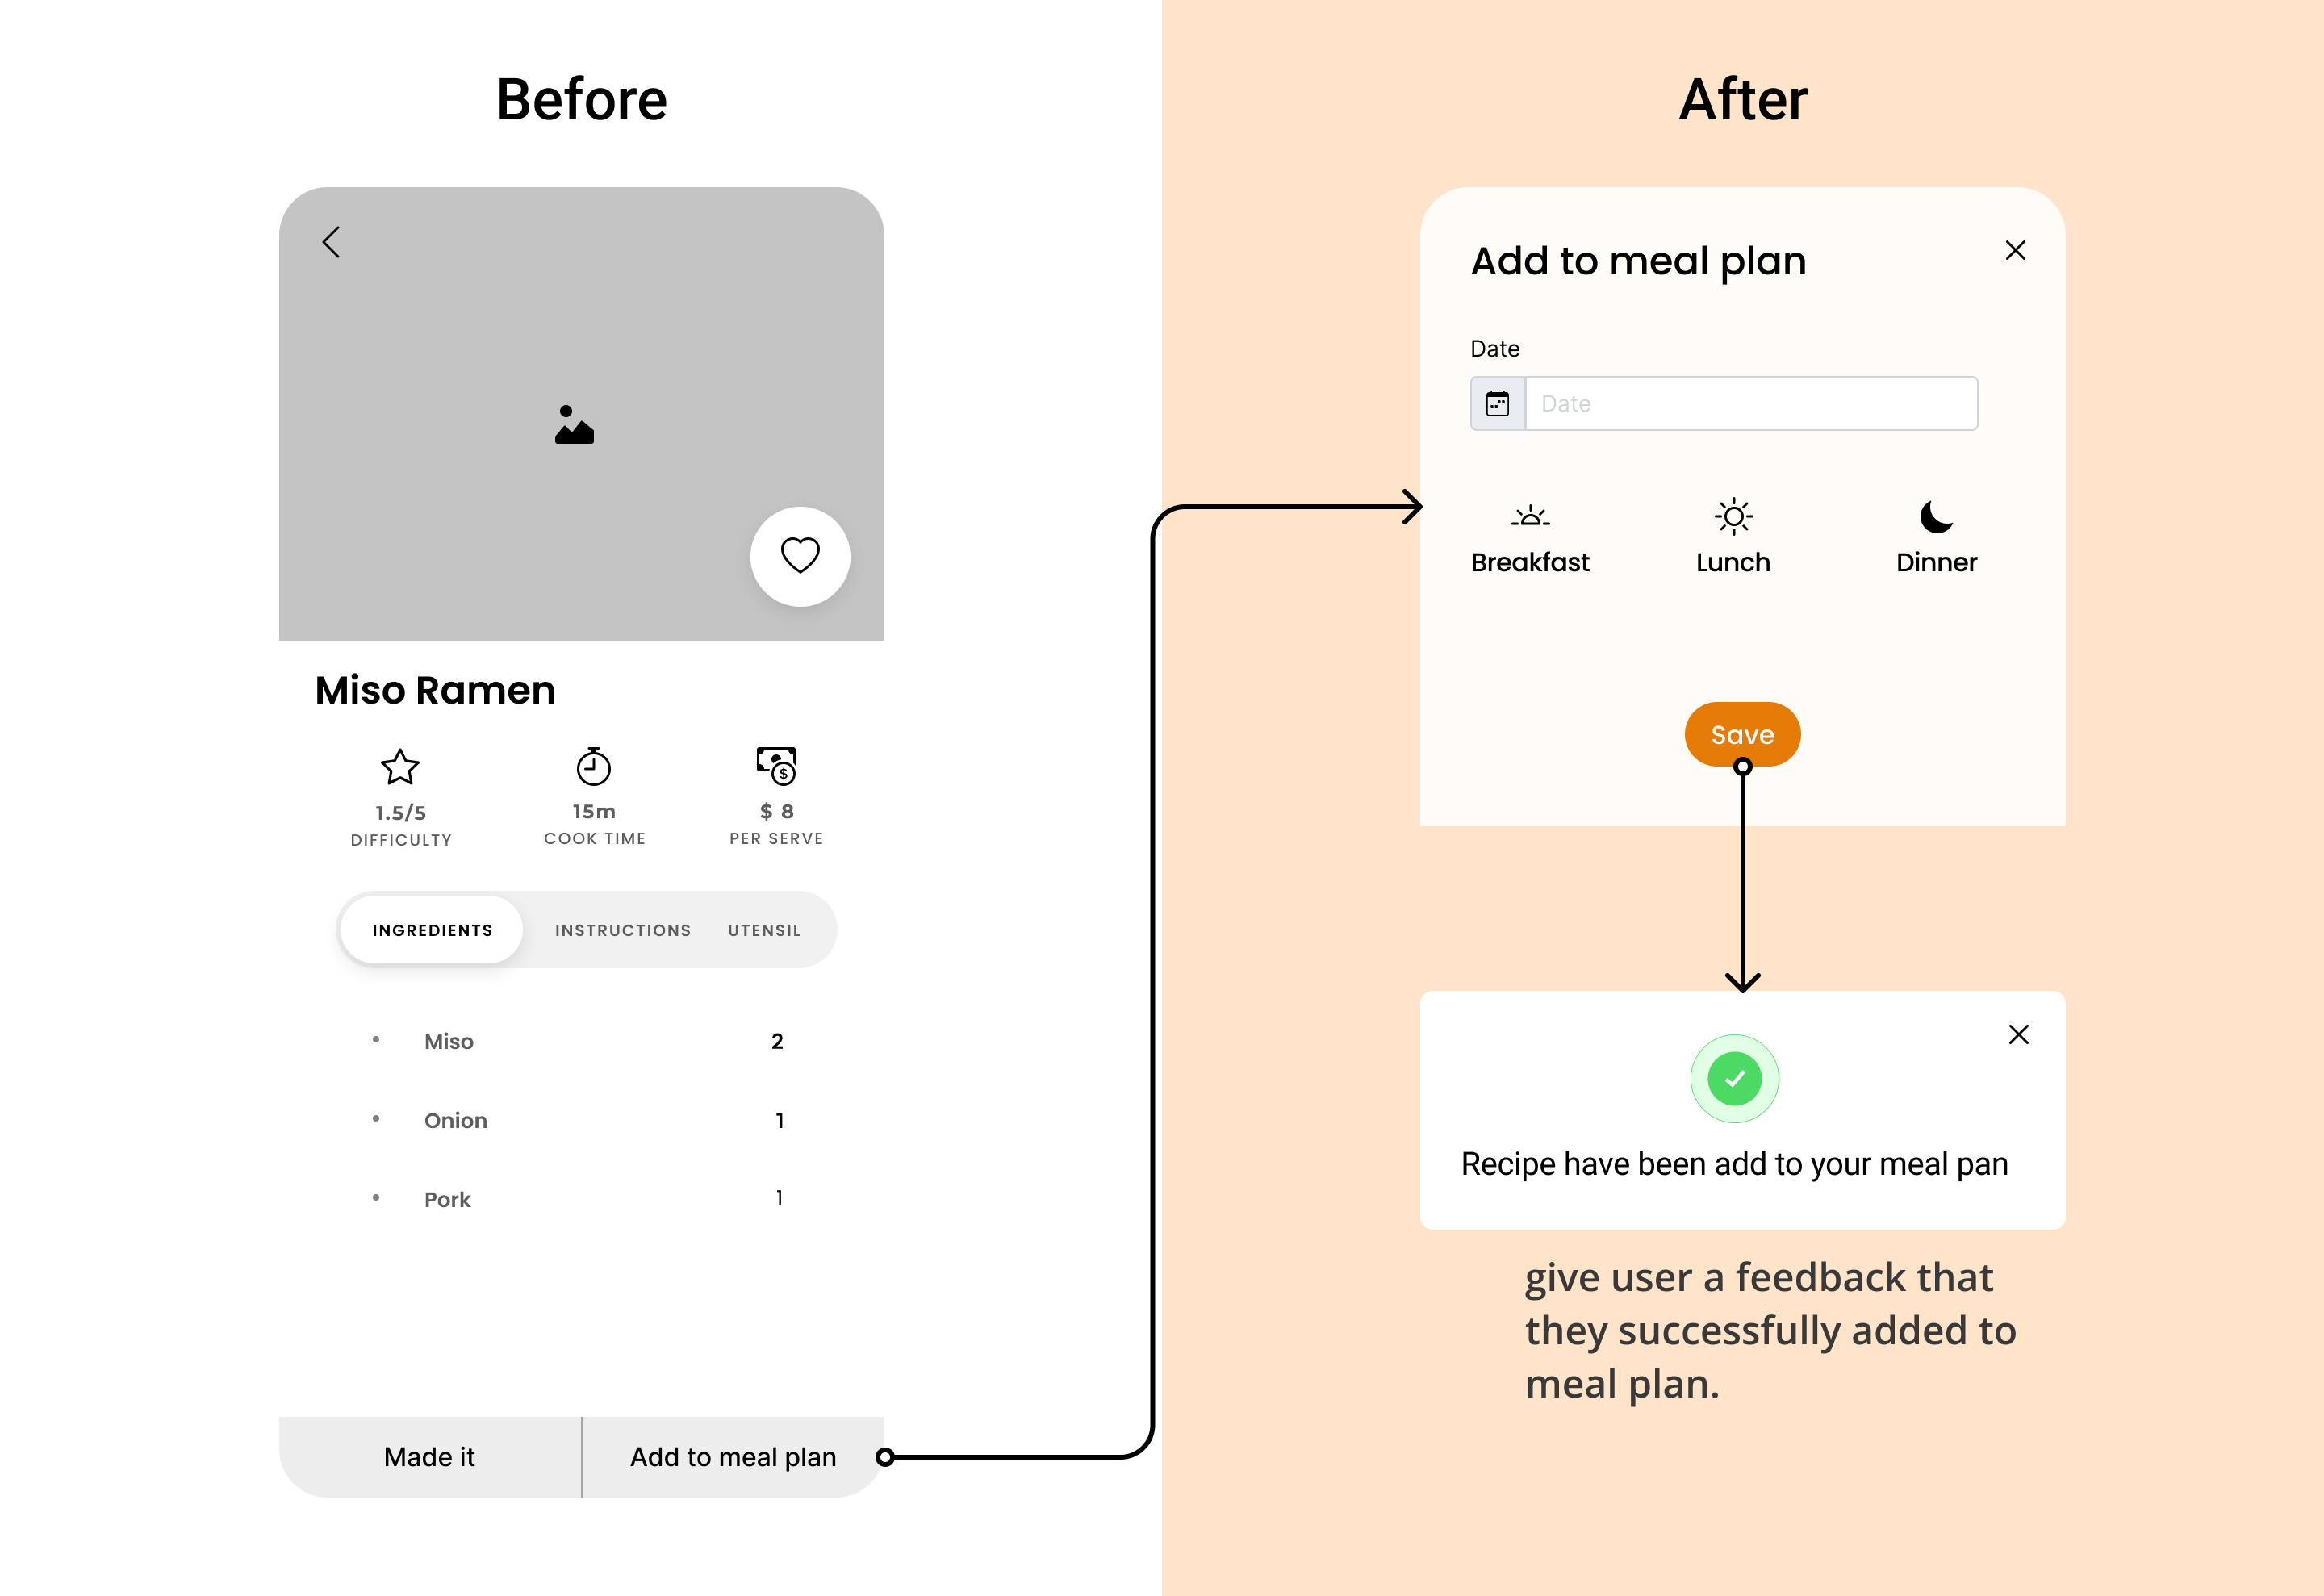 Before
Miso Ramen
1.5/5
DIFFICULTY
15m
COOK TIME
$
$ 8
PER SERVE
INGREDIENTS
INSTRUCTIONS
UTENSIL
Miso 2
Onion 1
Pork 1
Made it
Add to meal plan
After
Add to meal plan
Date
Date
Breakfast
Lunch
Dinner
Save
Recipe have been add to your meal pan
give user a feedback that
they successfully added to
meal plan.